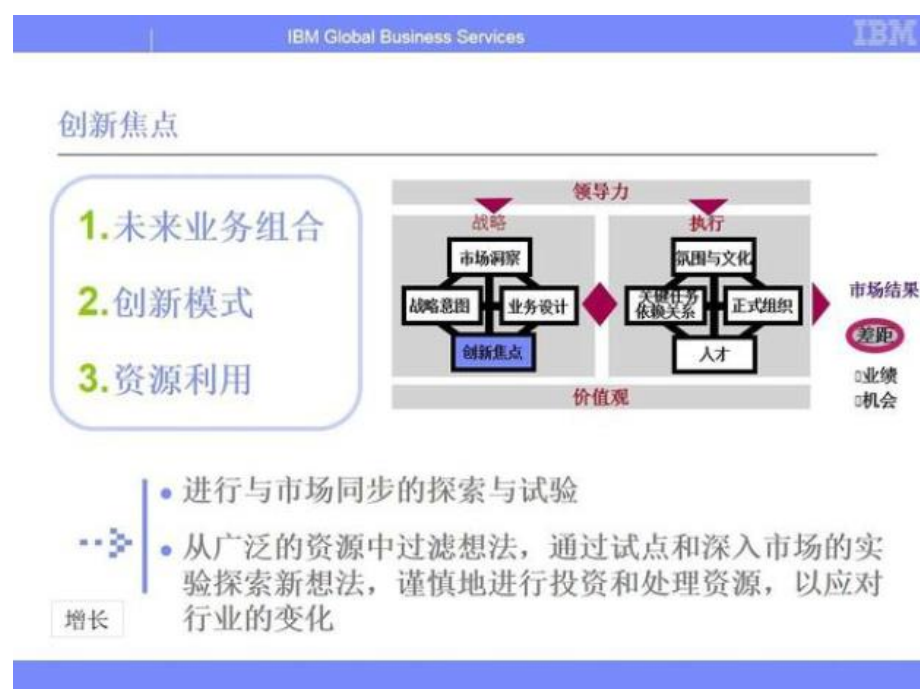 IBM Global Business Services
IBM
创新焦点
1.未来业务组合
2.创新模式
3.资源利用
领导力
战略
执行
市场洞察
氛围与文化
战略意图
业务设计
关键任务
依赖关系
正式组织
创新焦点
人才
价值观
市场结果
差距
业绩
机会
• 进行与市场同步的探索与试验
• 从广泛的资源中过滤想法，通过试点和深入市场的实
验探索新想法，谨慎地进行投资和处理资源，以应对
行业的变化
增长